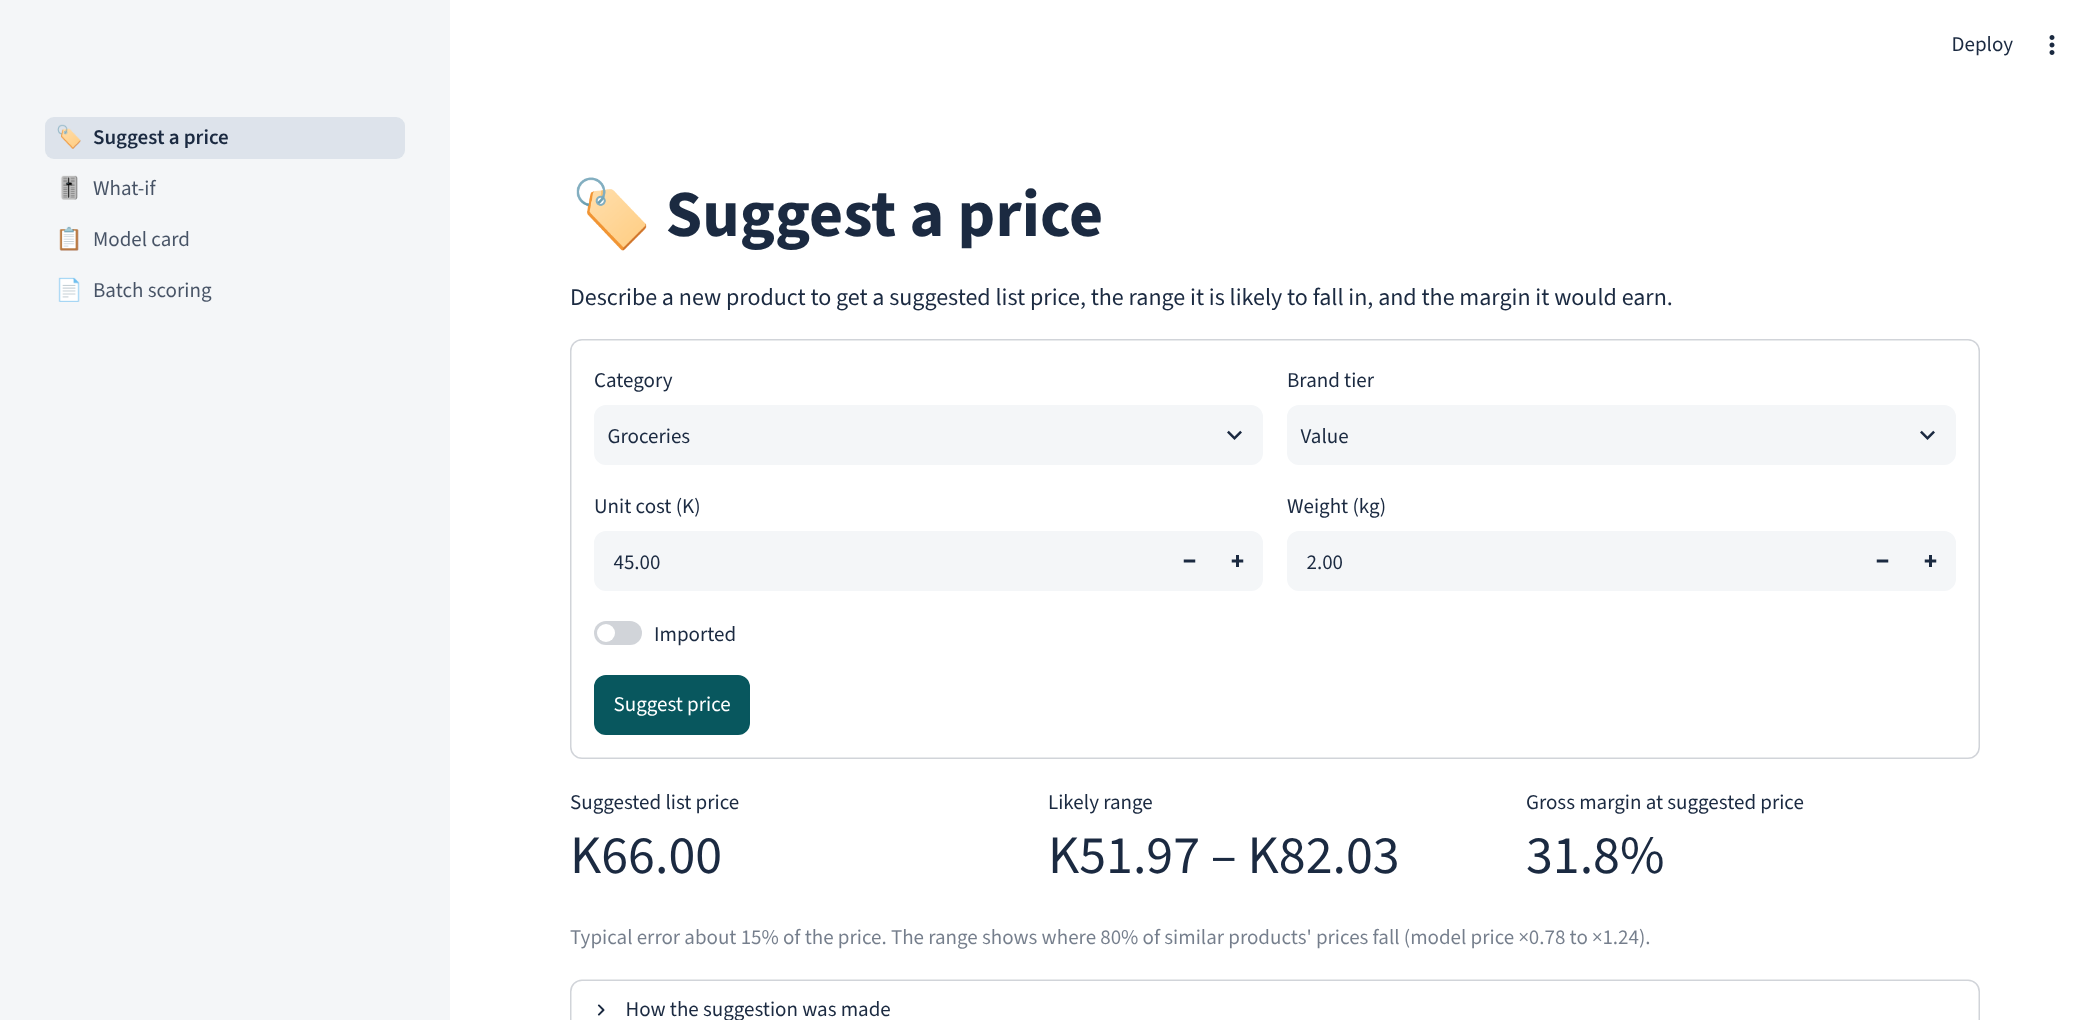 Deploy
Suggest a price
What-if
Model card
Batch scoring
Suggest a price
Describe a new product to get a suggested list price, the range it is likely to fall in, and the margin it would earn.
Category
Brand tier
Groceries
Value
Unit cost (K)
Weight (kg)
45.00
2.00
Imported
Suggest price
Suggested list price
Likely range
Gross margin at suggested price
K66.00
K51.97 – K82.03
31.8%
Typical error about 15% of the price. The range shows where 80% of similar products' prices fall (model price ×0.78 to ×1.24).
How the suggestion was made